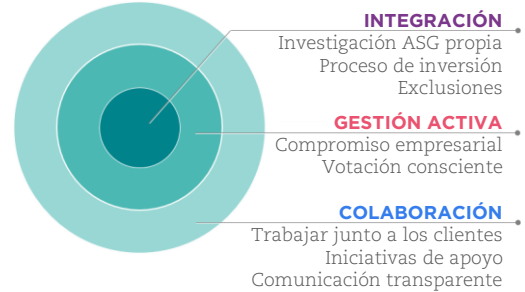 INTEGRACIÓN
Investigación ASG propia
Proceso de inversión
Exclusiones
GESTIÓN ACTIVA
Compromiso empresarial
Votación consciente
COLABORACIÓN
Trabajar junto a los clientes
Iniciativas de apoyo
Comunicación transparente